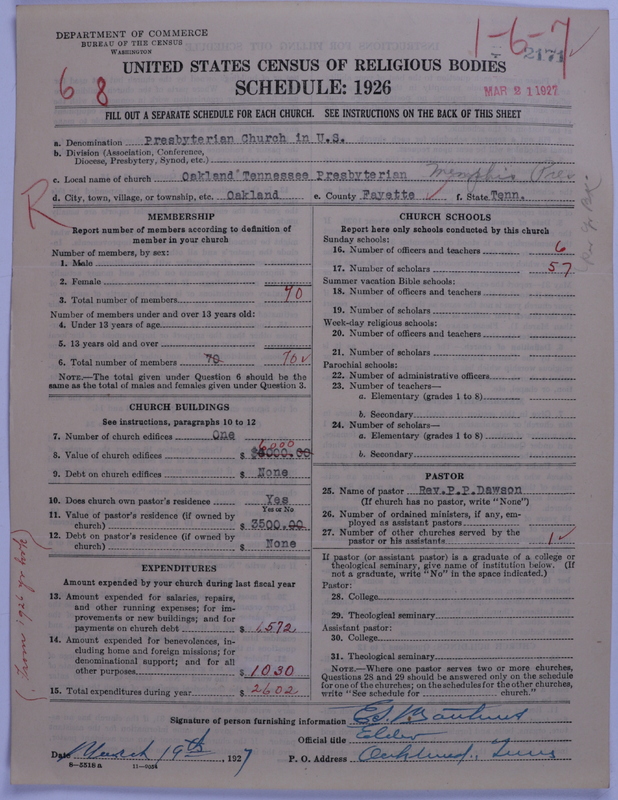 DEPARTMENT OF COMMERCE
BUREAU OF THE CENSUS
WASHINGTON
1-6-7
2171
UNITED STATES CENSUS OF RELIGIOUS BODIES
68
SCHEDULE: 1926
MAR 21 1927
FILL OUT A SEPARATE SCHEDULE FOR EACH CHURCH. SEE INSTRUCTIONS ON THE BACK OF THIS SHEET
a. Denomination Presbyterian Church in U.S.
b. Division (Association, Conference,
Diocese, Presbytery, Synod, etc.)
c. Local name of church Oakland Tennessee Presbyterian Memphis Pres
d. City, town, village, or township, etc. Oakland e. County Fayette f. State Tenn.
R
MEMBERSHIP
Report number of members according to definition of
member in your church
Number of members, by sex:
1. Male
2. Female
3. Total number of members 70
Number of members under and over 13 years old:
4. Under 13 years of age
5. 13 years old and over
6. Total number of members 70 70
NOTE.—The total given under Question 6 should be the
same as the total of males and females given under Question 3.
CHURCH BUILDINGS
See instructions, paragraphs 10 to 12
7. Number of church edifices One
8. Value of church edifices $ 6000
9. Debt on church edifices $ None
10. Does church own pastor's residence Yes
Yes or No
11. Value of pastor's residence (if owned by
church) $ 3500.00
12. Debt on pastor's residence (if owned by
church) $ None
EXPENDITURES
Amount expended by your church during last fiscal year
13. Amount expended for salaries, repairs,
and other running expenses; for im-
provements or new buildings; and for
payments on church debt $ 1572
14. Amount expended for benevolences, in-
cluding home and foreign missions; for
denominational support; and for all
other purposes $ 1030
15. Total expenditures during year $ 2602
CHURCH SCHOOLS
Report here only schools conducted by this church
Sunday schools:
16. Number of officers and teachers 6
17. Number of scholars 57
Summer vacation Bible schools:
18. Number of officers and teachers
19. Number of scholars
Week-day religious schools:
20. Number of officers and teachers
21. Number of scholars
Parochial schools:
22. Number of administrative officers
23. Number of teachers—
a. Elementary (grades 1 to 8)
b. Secondary
24. Number of scholars—
a. Elementary (grades 1 to 8)
b. Secondary
PASTOR
25. Name of pastor Rev.P.P.Dawson
(If church has no pastor, write "None")
26. Number of ordained ministers, if any, em-
ployed as assistant pastors
27. Number of other churches served by the
pastor or his assistants 1
If pastor (or assistant pastor) is a graduate of a college or
theological seminary, give name of institution below. (If
not a graduate, write "No" in the space indicated.)
Pastor:
28. College
29. Theological seminary
Assistant pastor:
30. College
31. Theological seminary
NOTE.—Where one pastor serves two or more churches,
Questions 28 and 29 should be answered only on the schedule
for one of the churches; on the schedules for the other churches,
write "See schedule for church."
Signature of person furnishing information
Official title Elder
Date March 19th, 1927 P. O. Address Oakland, Tenn
8-5518a 11-9054